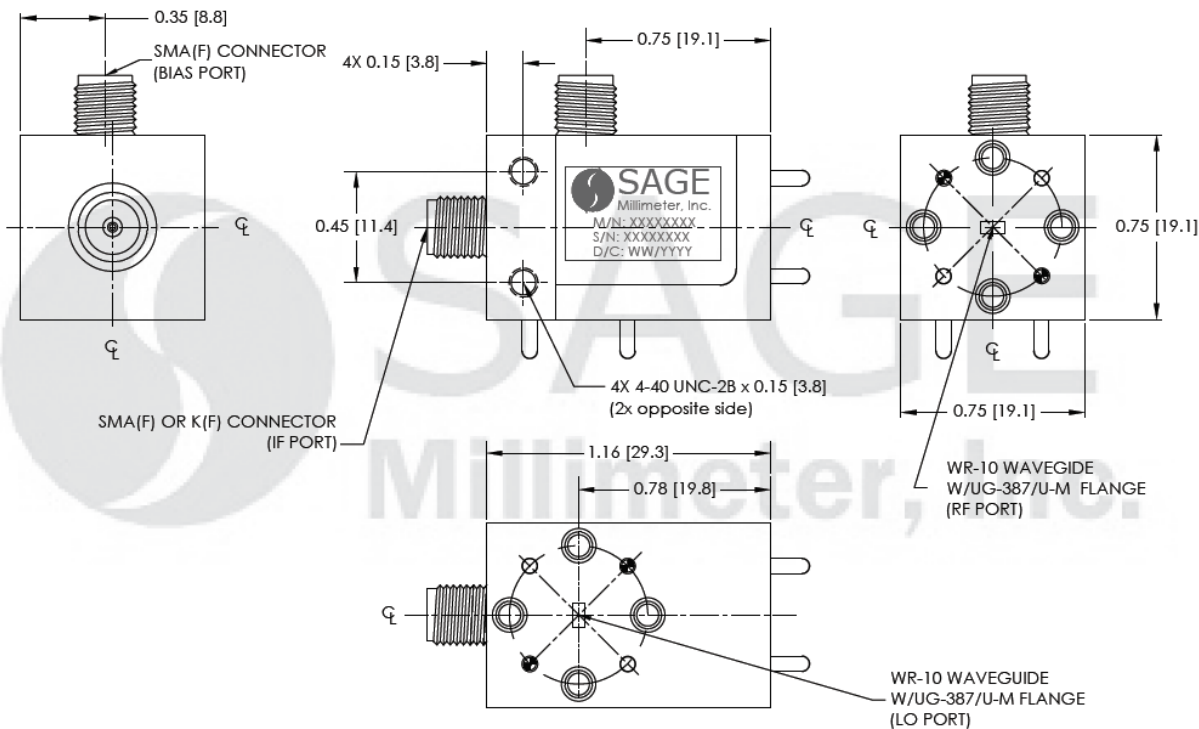 0.35 [8.8]
SMA(F) CONNECTOR
(BIAS PORT)
4X 0.15 [3.8]
0.75 [19.1]
SAGE
Millimeter, Inc.
M/N: XXXXXXXX
S/N: XXXXXXXX
D/C: WW/YYYY
0.45 [11.4]
0.75 [19.1]
4X 4-40 UNC-2B x 0.15 [3.8]
(2x opposite side)
SMA(F) OR K(F) CONNECTOR
(IF PORT)
0.75 [19.1]
1.16 [29.3]
0.78 [19.8]
WR-10 WAVEGIDE
W/UG-387/U-M FLANGE
(RF PORT)
WR-10 WAVEGUIDE
W/UG-387/U-M FLANGE
(LO PORT)
SAGE
Millimeter, Inc.